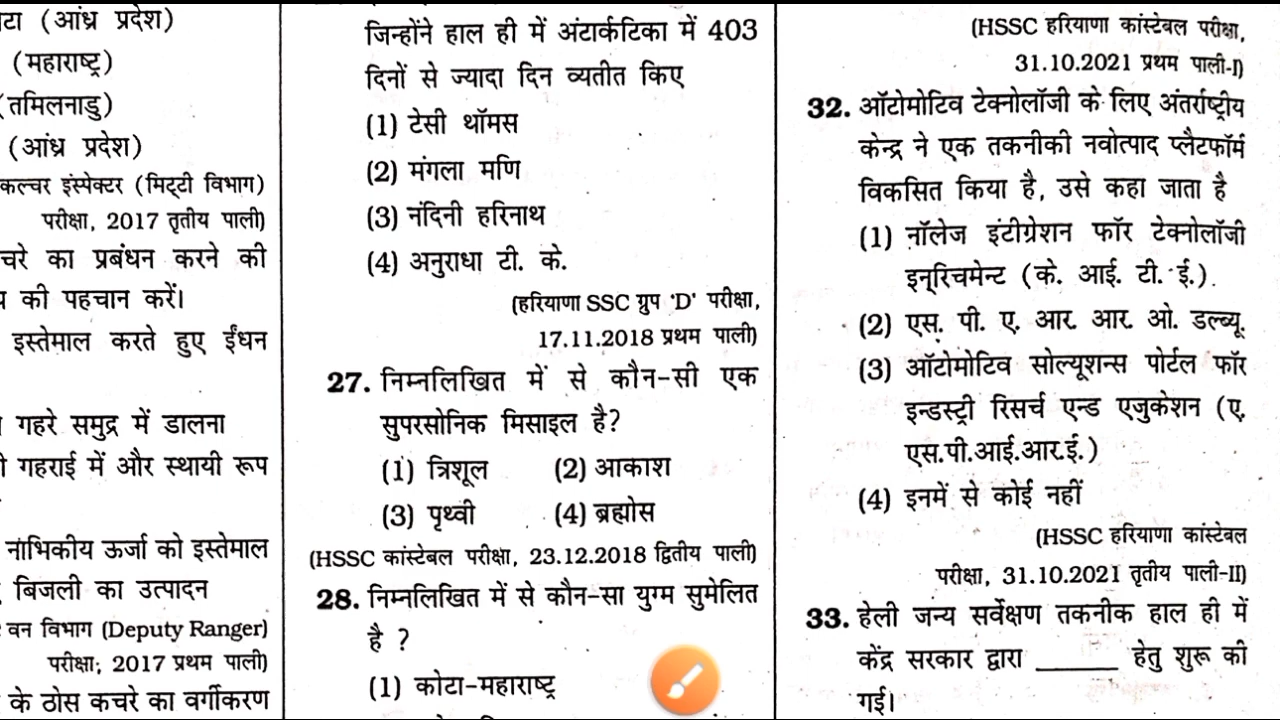 टा (आंध्र प्रदेश)
(महाराष्ट्र)
(तमिलनाडु)
(आंध्र प्रदेश)
कल्चर इंस्पेक्टर (मिट्टी विभाग)
परीक्षा, 2017 तृतीय पाली)
चरे का प्रबंधन करने की
की पहचान करें।
इस्तेमाल करते हुए ईंधन
गहरे समुद्र में डालना
गहराई में और स्थायी रूप
नाभिकीय ऊर्जा को इस्तेमाल
बिजली का उत्पादन
वन विभाग (Deputy Ranger)
परीक्षा, 2017 प्रथम पाली)
के ठोस कचरे का वर्गीकरण
जिन्होंने हाल ही में अंटार्कटिका में 403
दिनों से ज्यादा दिन व्यतीत किए
(1) टेसी थॉमस
(2) मंगला मणि
(3) नंदिनी हरिनाथ
(4) अनुराधा टी. के.
(हरियाणा SSC ग्रुप 'D' परीक्षा,
17.11.2018 प्रथम पाली)
27. निम्नलिखित में से कौन-सी एक
सुपरसोनिक मिसाइल है?
(1) त्रिशूल (2) आकाश
(3) पृथ्वी (4) ब्रह्मोस
(HSSC कांस्टेबल परीक्षा, 23.12.2018 द्वितीय पाली)
28. निम्नलिखित में से कौन-सा युग्म सुमेलित
है ?
(1) कोटा-महाराष्ट्र
(HSSC हरियाणा कांस्टेबल परीक्षा,
31.10.2021 प्रथम पाली-I)
32. ऑटोमोटिव टेक्नोलॉजी के लिए अंतर्राष्ट्रीय
केन्द्र ने एक तकनीकी नवोत्पाद प्लैटफॉर्म
विकसित किया है, उसे कहा जाता है
(1) नॉलेज इंटीग्रेशन फॉर टेक्नोलॉजी
इनरिचमेन्ट (के. आई. टी. ई.)
(2) एस. पी. ए. आर. आर. ओ. डब्ल्यू.
(3) ऑटोमोटिव सोल्यूशन्स पोर्टल फॉर
इन्डस्ट्री रिसर्च एन्ड एजुकेशन (ए.
एस.पी.आई.आर.ई.)
(4) इनमें से कोई नहीं
(HSSC हरियाणा कांस्टेबल
परीक्षा, 31.10.2021 तृतीय पाली-II)
33. हेली जन्य सर्वेक्षण तकनीक हाल ही में
केंद्र सरकार द्वारा ______ हेतु शुरू की
गई।